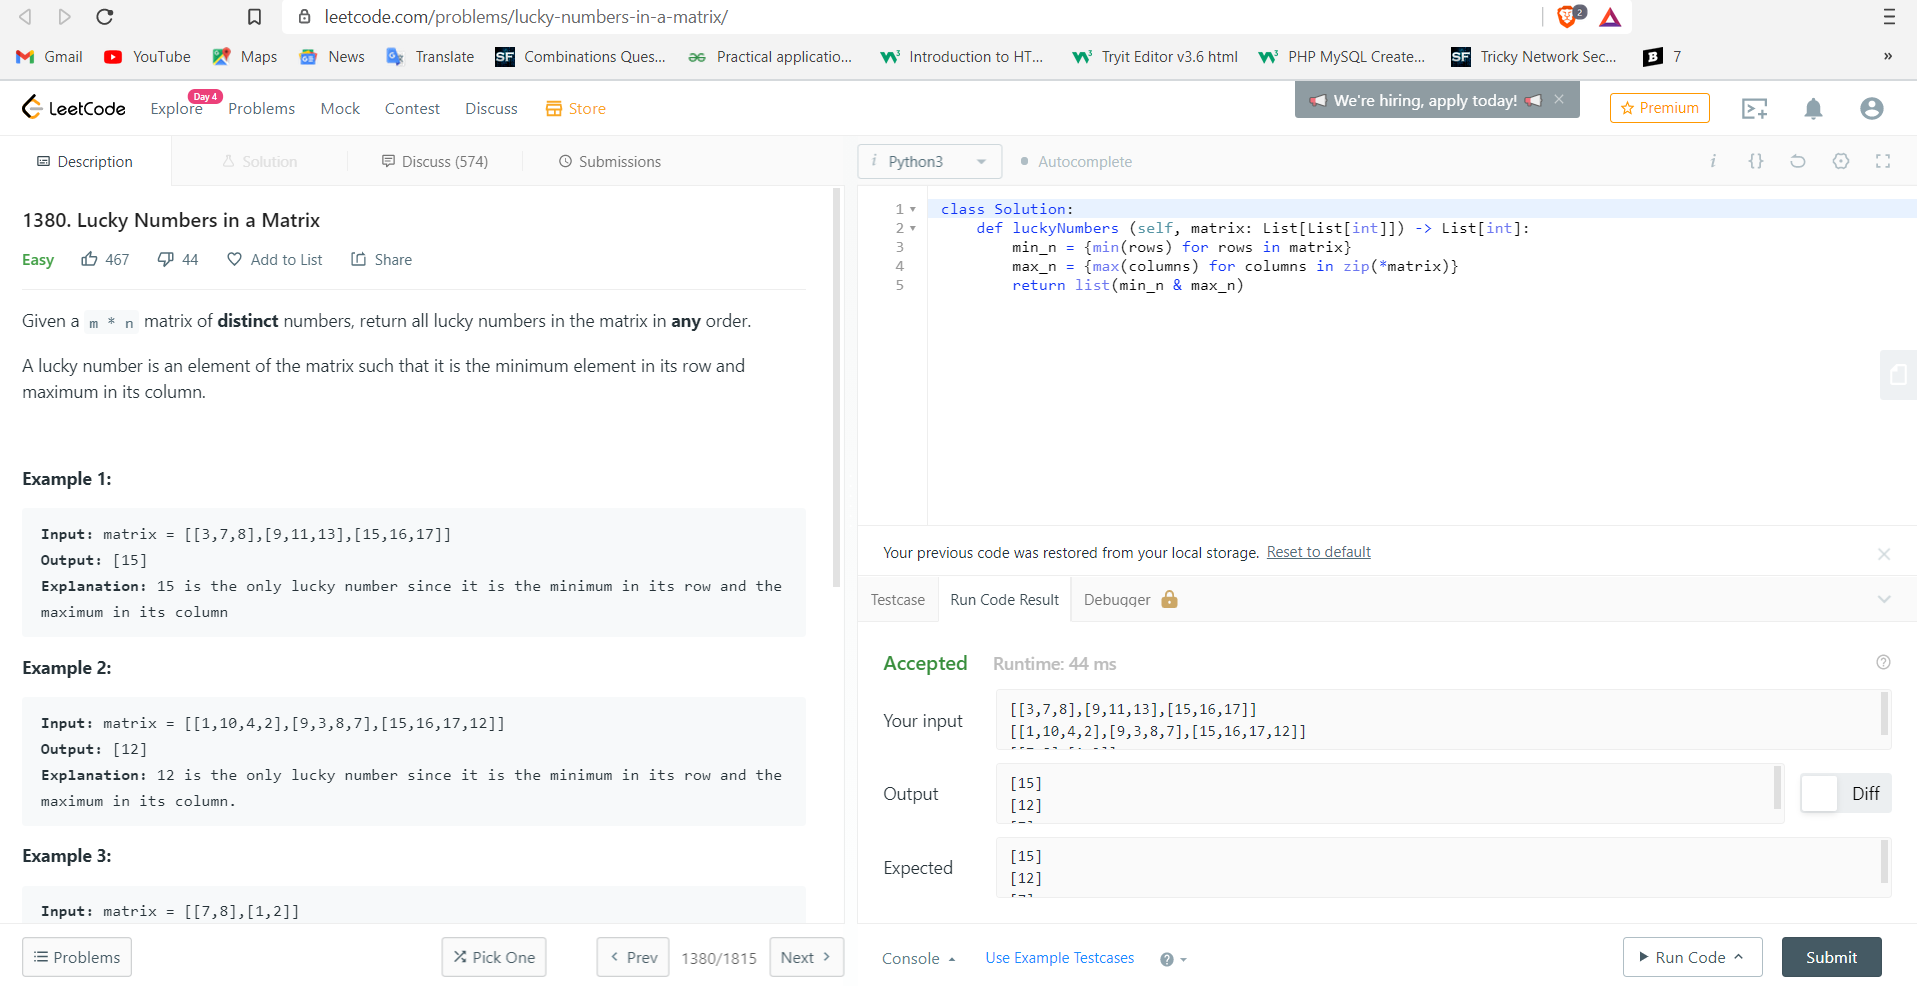 leetcode.com/problems/lucky-numbers-in-a-matrix/
2
Gmail YouTube Maps News Translate SF Combinations Ques... Practical applicatio... Introduction to HT... Tryit Editor v3.6 html PHP MySQL Create... SF Tricky Network Sec... B 7 »
LeetCode Explore Day 4 Problems Mock Contest Discuss Store We're hiring, apply today! Premium
Description Solution Discuss (574) Submissions
1380. Lucky Numbers in a Matrix
Easy 467 44 Add to List Share
Given a m * n matrix of distinct numbers, return all lucky numbers in the matrix in any order.
A lucky number is an element of the matrix such that it is the minimum element in its row and
maximum in its column.
Example 1:
Input: matrix = [[3,7,8],[9,11,13],[15,16,17]]
Output: [15]
Explanation: 15 is the only lucky number since it is the minimum in its row and the
maximum in its column
Example 2:
Input: matrix = [[1,10,4,2],[9,3,8,7],[15,16,17,12]]
Output: [12]
Explanation: 12 is the only lucky number since it is the minimum in its row and the
maximum in its column.
Example 3:
Input: matrix = [[7,8],[1,2]]
Problems Pick One Prev 1380/1815 Next
i Python3 Autocomplete i {}
1 class Solution:
2 def luckyNumbers (self, matrix: List[List[int]]) -> List[int]:
3 min_n = {min(rows) for rows in matrix}
4 max_n = {max(columns) for columns in zip(*matrix)}
5 return list(min_n & max_n)
Your previous code was restored from your local storage. Reset to default
Testcase Run Code Result Debugger
Accepted Runtime: 44 ms
Your input
[[3,7,8],[9,11,13],[15,16,17]]
[[1,10,4,2],[9,3,8,7],[15,16,17,12]]
Output
[15]
[12]
Diff
Expected
[15]
[12]
Console Use Example Testcases Run Code Submit